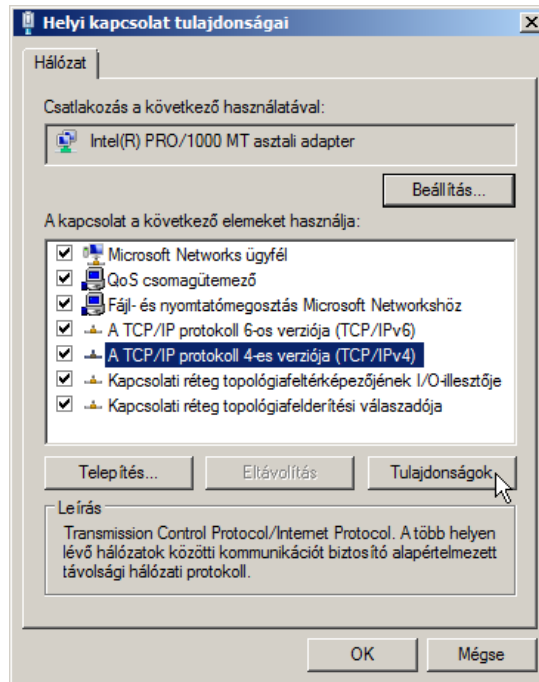 Helyi kapcsolat tulajdonságai
Hálózat
Csatlakozás a következő használatával:
Intel(R) PRO/1000 MT asztali adapter
Beállítás...
A kapcsolat a következő elemeket használja:
Microsoft Networks ügyfél
QoS csomagütemező
Fájl- és nyomtatómegosztás Microsoft Networkshöz
A TCP/IP protokoll 6-os verziója (TCP/IPv6)
A TCP/IP protokoll 4-es verziója (TCP/IPv4)
Kapcsolati réteg topológiafeltérképezőjének I/O-illesztője
Kapcsolati réteg topológiafelderítési válaszadója
Telepítés... Eltávolítás Tulajdonságok
Leírás
Transmission Control Protocol/Internet Protocol. A több helyen
lévő hálózatok közötti kommunikációt biztosító alapértelmezett
távolsági hálózati protokoll.
OK Mégse